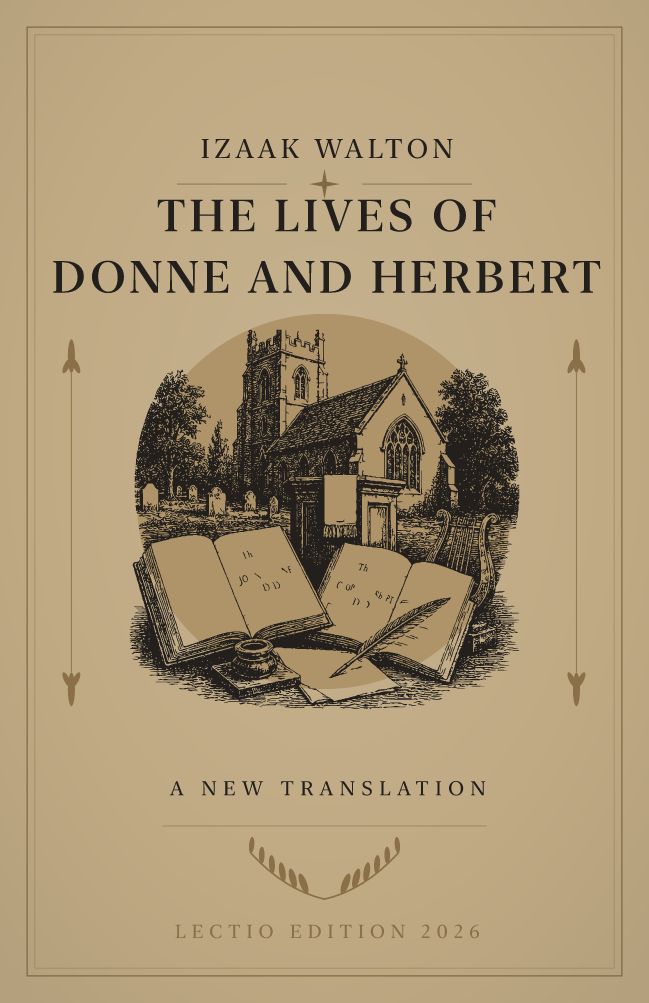 IZAAK WALTON
THE LIVES OF
DONNE AND HERBERT
A NEW TRANSLATION
LECTIO EDITION 2026